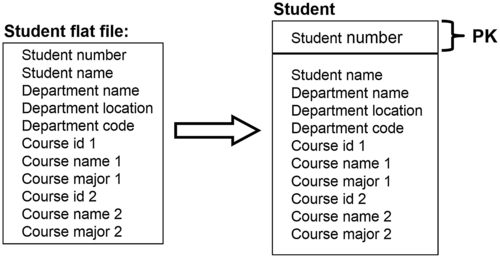 Student flat file:
Student number
Student name
Department name
Department location
Department code
Course id 1
Course name 1
Course major 1
Course id 2
Course name 2
Course major 2
Student
Student number
PK
Student name
Department name
Department location
Department code
Course id 1
Course name 1
Course major 1
Course id 2
Course name 2
Course major 2